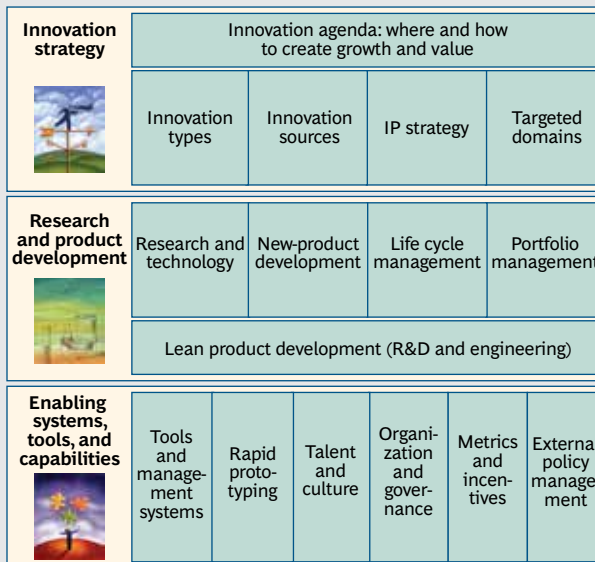 Innovation
strategy
Innovation agenda: where and how
to create growth and value
Innovation
types
Innovation
sources
IP strategy
Targeted
domains
Research
and product
development
Research and
technology
New-product
development
Life cycle
management
Portfolio
management
Lean product development (R&D and engineering)
Enabling
systems,
tools, and
capabilities
Tools
and
manage-
ment
systems
Rapid
proto-
typing
Talent
and
culture
Organi-
zation
and
gover-
nance
Metrics
and
incen-
tives
External
policy
manage
ment